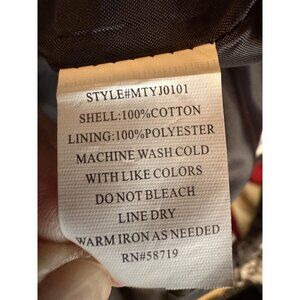 STYLE#MTYJ0101
SHELL:100%COTTON
LINING:100%POLYESTER
MACHINE WASH COLD
WITH LIKE COLORS
DO NOT BLEACH
LINE DRY
WARM IRON AS NEEDED
RN#58719